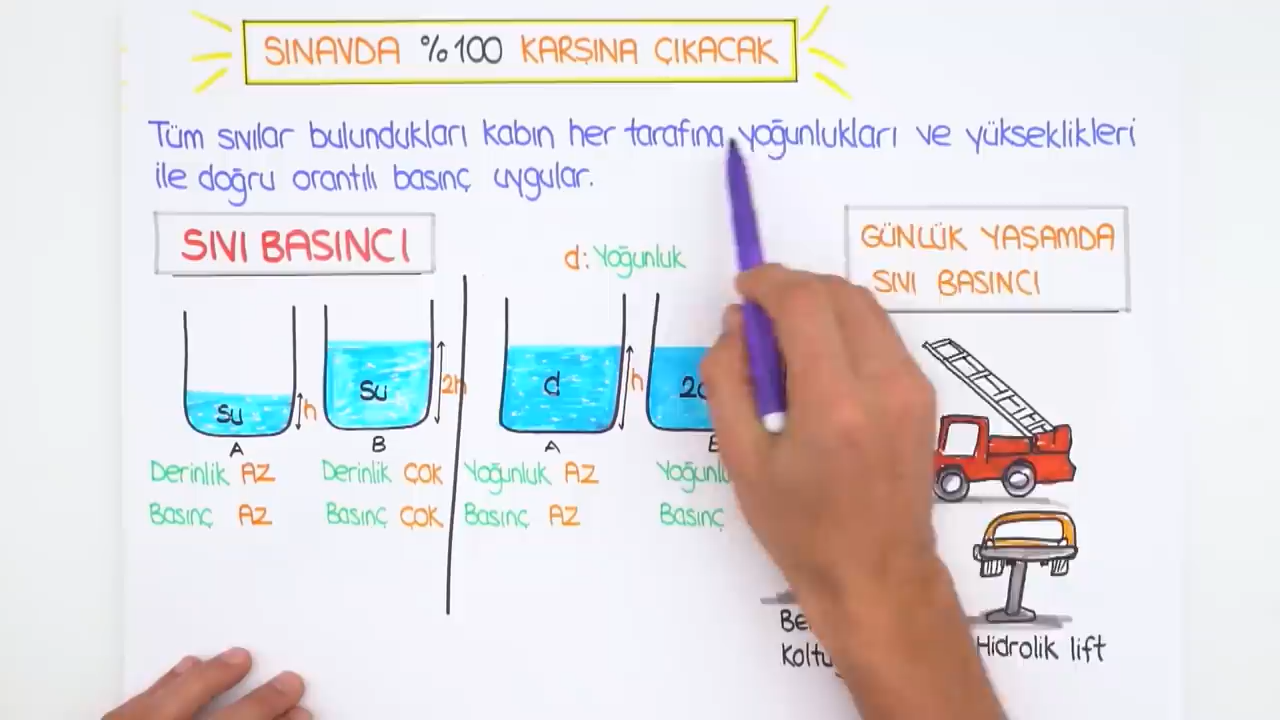 SINAVDA %100 KARŞINA ÇIKACAK
Tüm sıvılar bulundukları kabın her tarafına yoğunlukları ve yükseklikleri
ile doğru orantılı basınç uygular.
SIVI BASINCI
d: Yoğunluk
GÜNLÜK YAŞAMDA
SIVI BASINCI
su
h
A
Derinlik AZ
Basınç AZ
su
2h
B
Derinlik ÇOK
Basınç ÇOK
d
h
A
Yoğunluk AZ
Basınç AZ
Basınç
Hidrolik lift